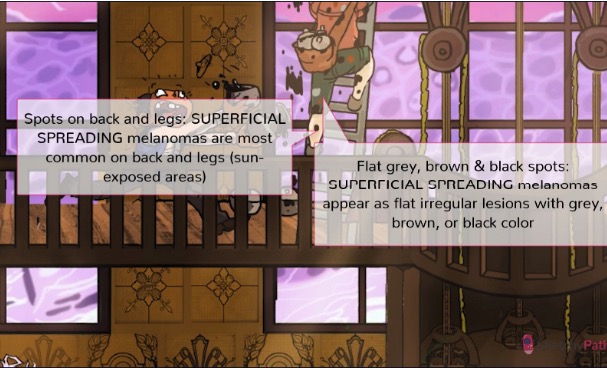 Spots on back and legs: SUPERFICIAL
SPREADING melanomas are most
common on back and legs (sun-
exposed areas)
Flat grey, brown & black spots:
SUPERFICIAL SPREADING melanomas
appear as flat irregular lesions with grey,
brown, or black color